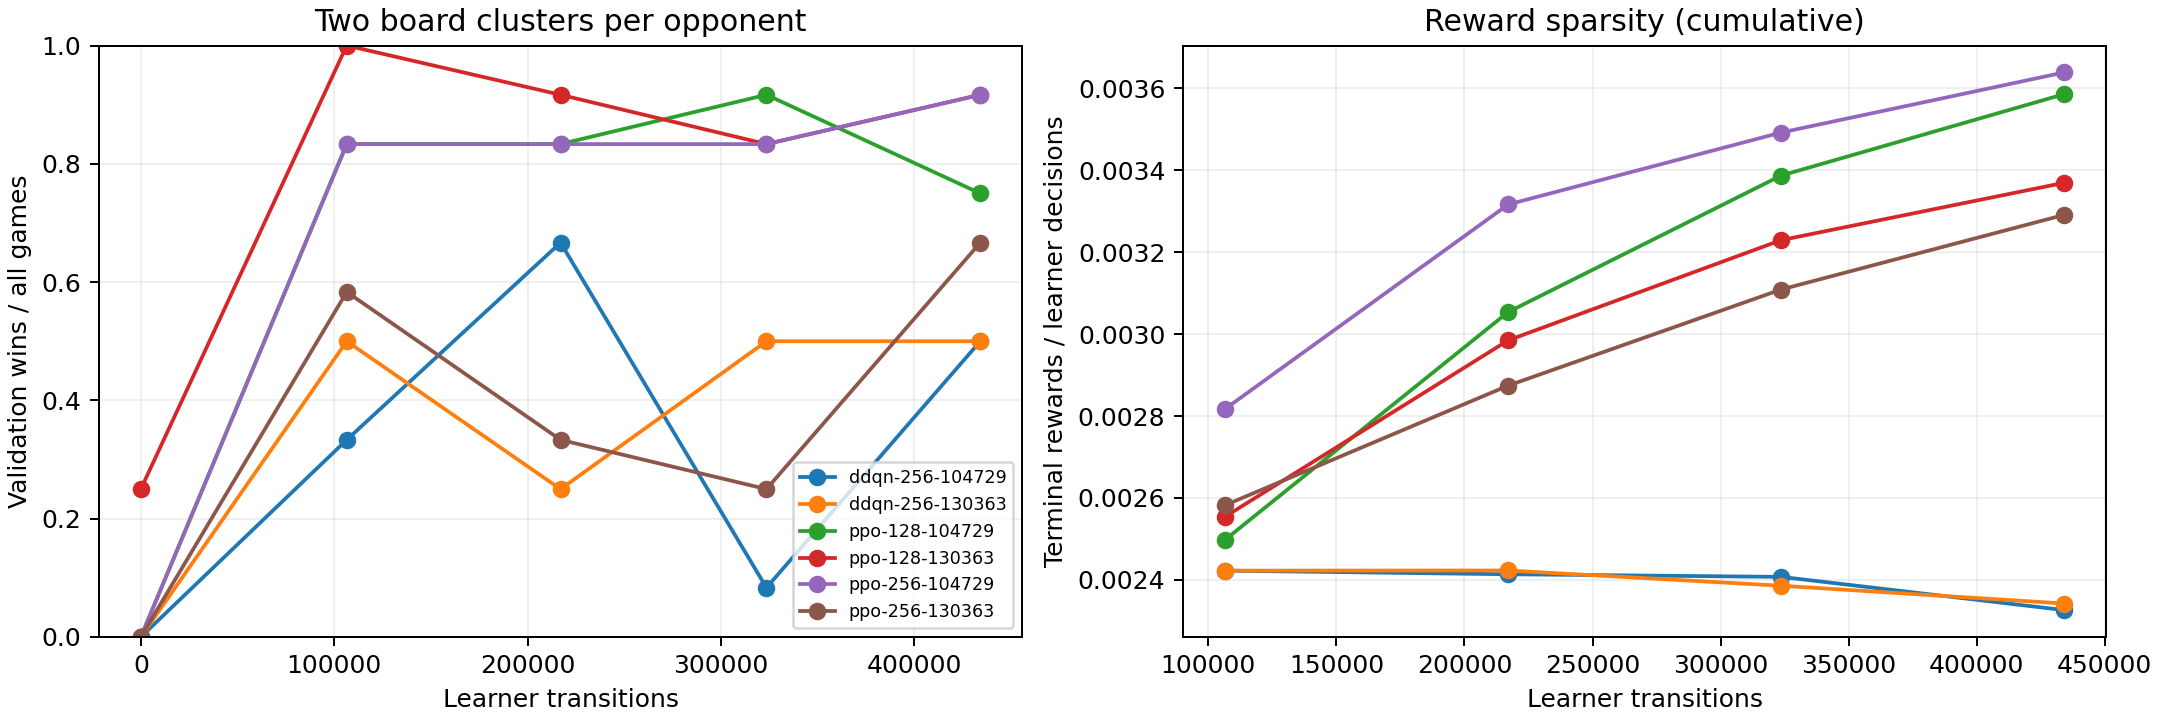 Two board clusters per opponent
Validation wins / all games
1.0
0.8
0.6
0.4
0.2
0.0
0
100000
200000
300000
400000
Learner transitions
ddqn-256-104729
ddqn-256-130363
ppo-128-104729
ppo-128-130363
ppo-256-104729
ppo-256-130363
Reward sparsity (cumulative)
Terminal rewards / learner decisions
0.0036
0.0034
0.0032
0.0030
0.0028
0.0026
0.0024
100000
150000
200000
250000
300000
350000
400000
450000
Learner transitions